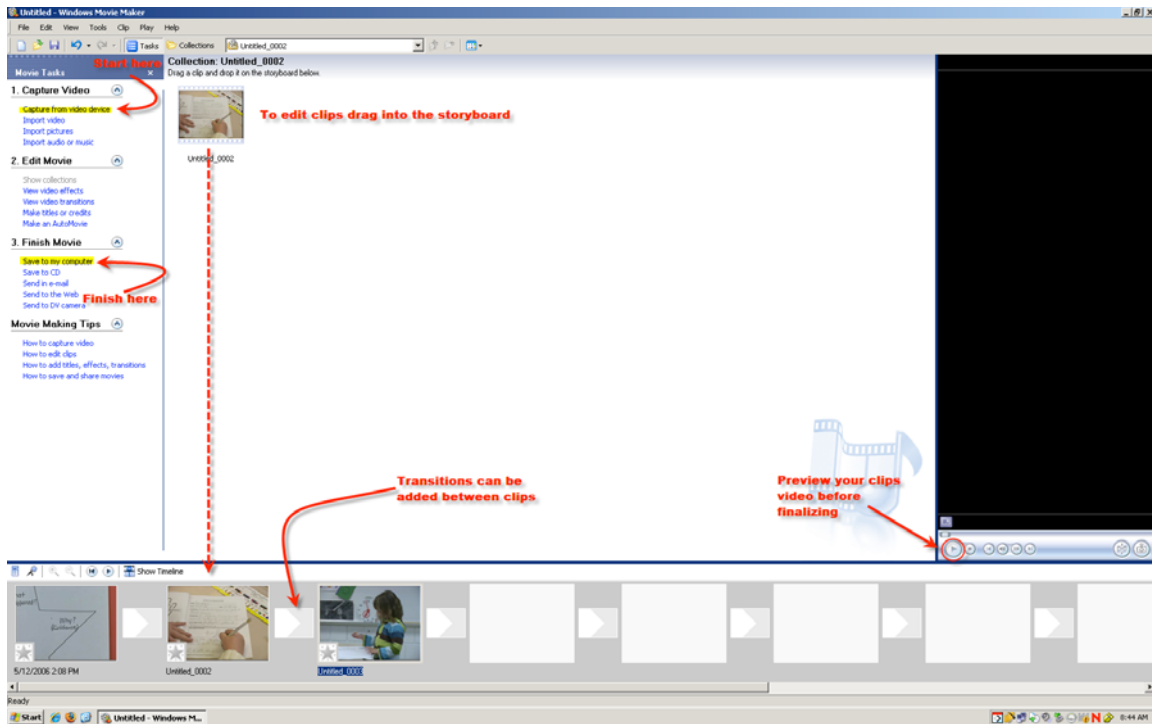 Untitled - Windows Movie Maker
File Edit View Tools Clip Play Help
Tasks Collections Untitled_0002
Start here
Movie Tasks
Collection: Untitled_0002
Drag a clip and drop it on the storyboard below.
1. Capture Video
Capture from video device
Import video
Import pictures
Import audio or music
To edit clips drag into the storyboard
Untitled_0002
2. Edit Movie
Show collections
View video effects
View video transitions
Make titles or credits
Make an AutoMovie
3. Finish Movie
Save to my computer
Save to CD
Send in e-mail
Send to the Web
Send to DV camera
Finish here
Movie Making Tips
How to capture video
How to edit clips
How to add titles, effects, transitions
How to save and share movies
Transitions can be
added between clips
Preview your clips
video before
finalizing
Show Timeline
Why?
5/12/2006 2:08 PM
Untitled_0002
Untitled_0003
Ready
Start Untitled - Windows M... 8:44 AM